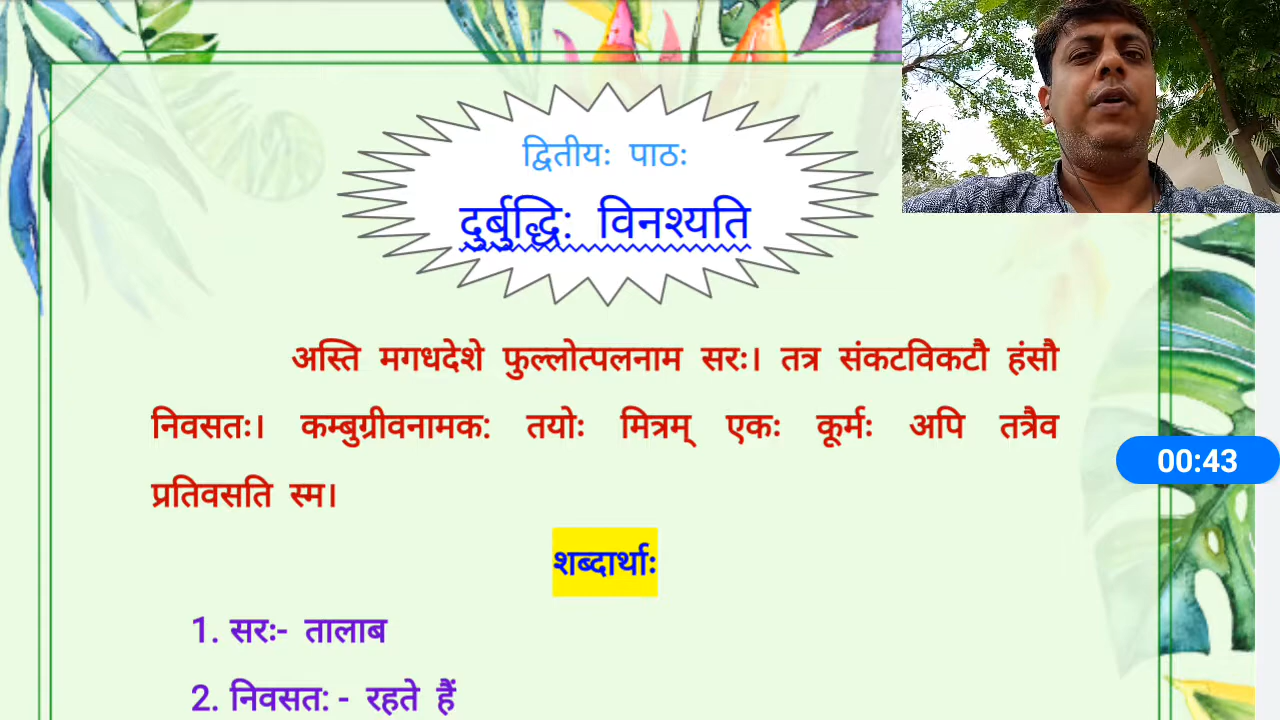 द्वितीयः पाठः
दुर्बुद्धि: विनश्यति
अस्ति मगधदेशे फुल्लोत्पलनाम सरः। तत्र संकटविकटौ हंसौ
निवसतः। कम्बुग्रीवनामक: तयोः मित्रम् एकः कूर्मः अपि तत्रैव
प्रतिवसति स्म।
00:43
शब्दार्थाः
1. सरः- तालाब
2. निवसत: - रहते हैं